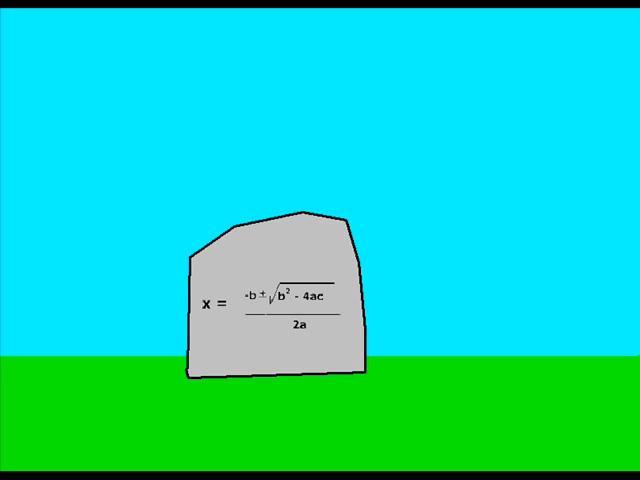 x = -b ± √b² - 4ac
2a